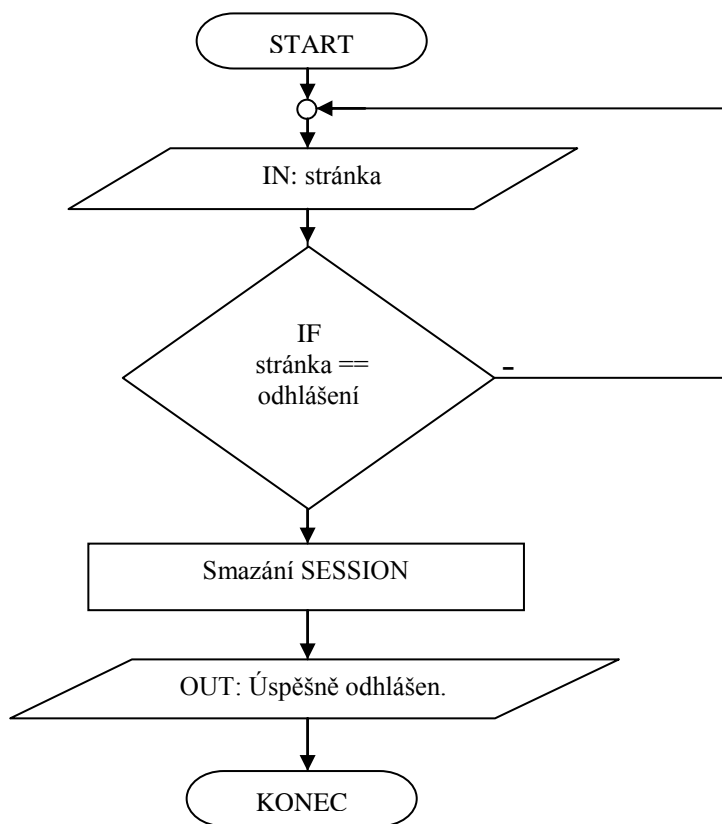 START
IN: stránka
IF
stránka ==
odhlášení
-
Smazání SESSION
OUT: Úspěšně odhlášen.
KONEC